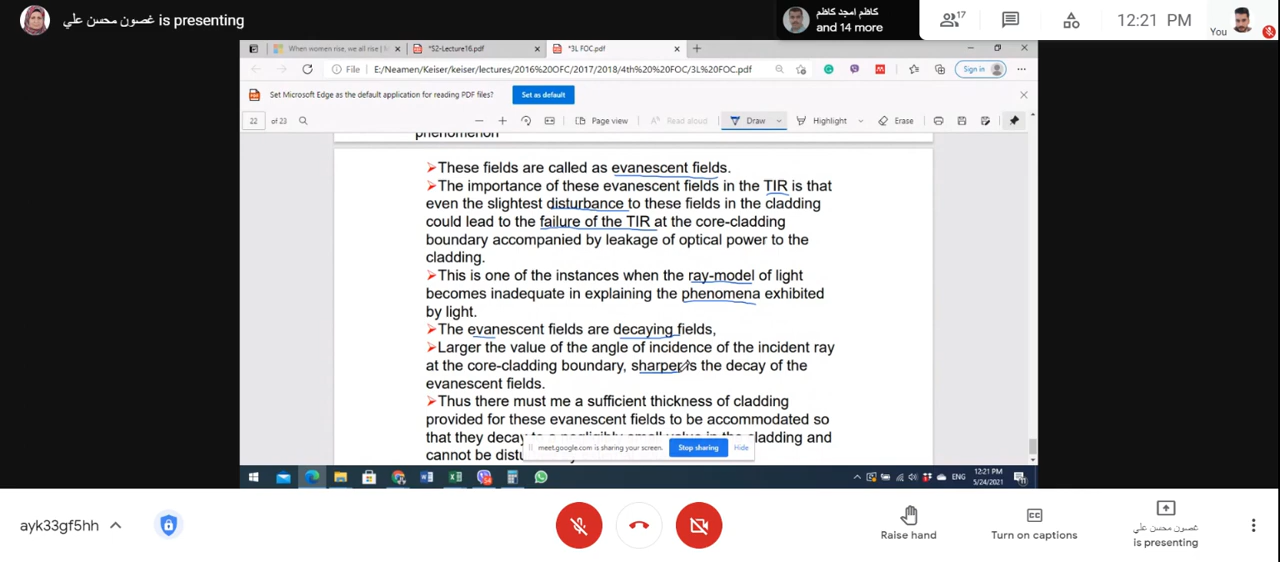 غصون محسن علي is presenting
كاظم امجد كاظم
and 14 more
17
12:21 PM
You
When women rise, we all rise |
*S2-Lecture16.pdf
*3L FOC.pdf
File
E:/Neamen/Keiser/keiser/lectures/2016%20OFC/2017/2018/4th%20%20FOC/3L%20FOC.pdf
Sign in
Set Microsoft Edge as the default application for reading PDF files?
Set as default
22 of 23
Page view
Read aloud
Draw
Highlight
Erase
phenomenon
➢These fields are called as evanescent fields.
➢The importance of these evanescent fields in the TIR is that
even the slightest disturbance to these fields in the cladding
could lead to the failure of the TIR at the core-cladding
boundary accompanied by leakage of optical power to the
cladding.
➢This is one of the instances when the ray-model of light
becomes inadequate in explaining the phenomena exhibited
by light.
➢The evanescent fields are decaying fields,
➢Larger the value of the angle of incidence of the incident ray
at the core-cladding boundary, sharper is the decay of the
evanescent fields.
➢Thus there must me a sufficient thickness of cladding
provided for these evanescent fields to be accommodated so
that they decay to a negligibly small value in the cladding and
cannot be
meet.google.com is sharing your screen.
Stop sharing
Hide
ENG
12:21 PM
5/24/2021
ayk33gf5hh
Raise hand
CC
Turn on captions
غصون محسن علي
is presenting